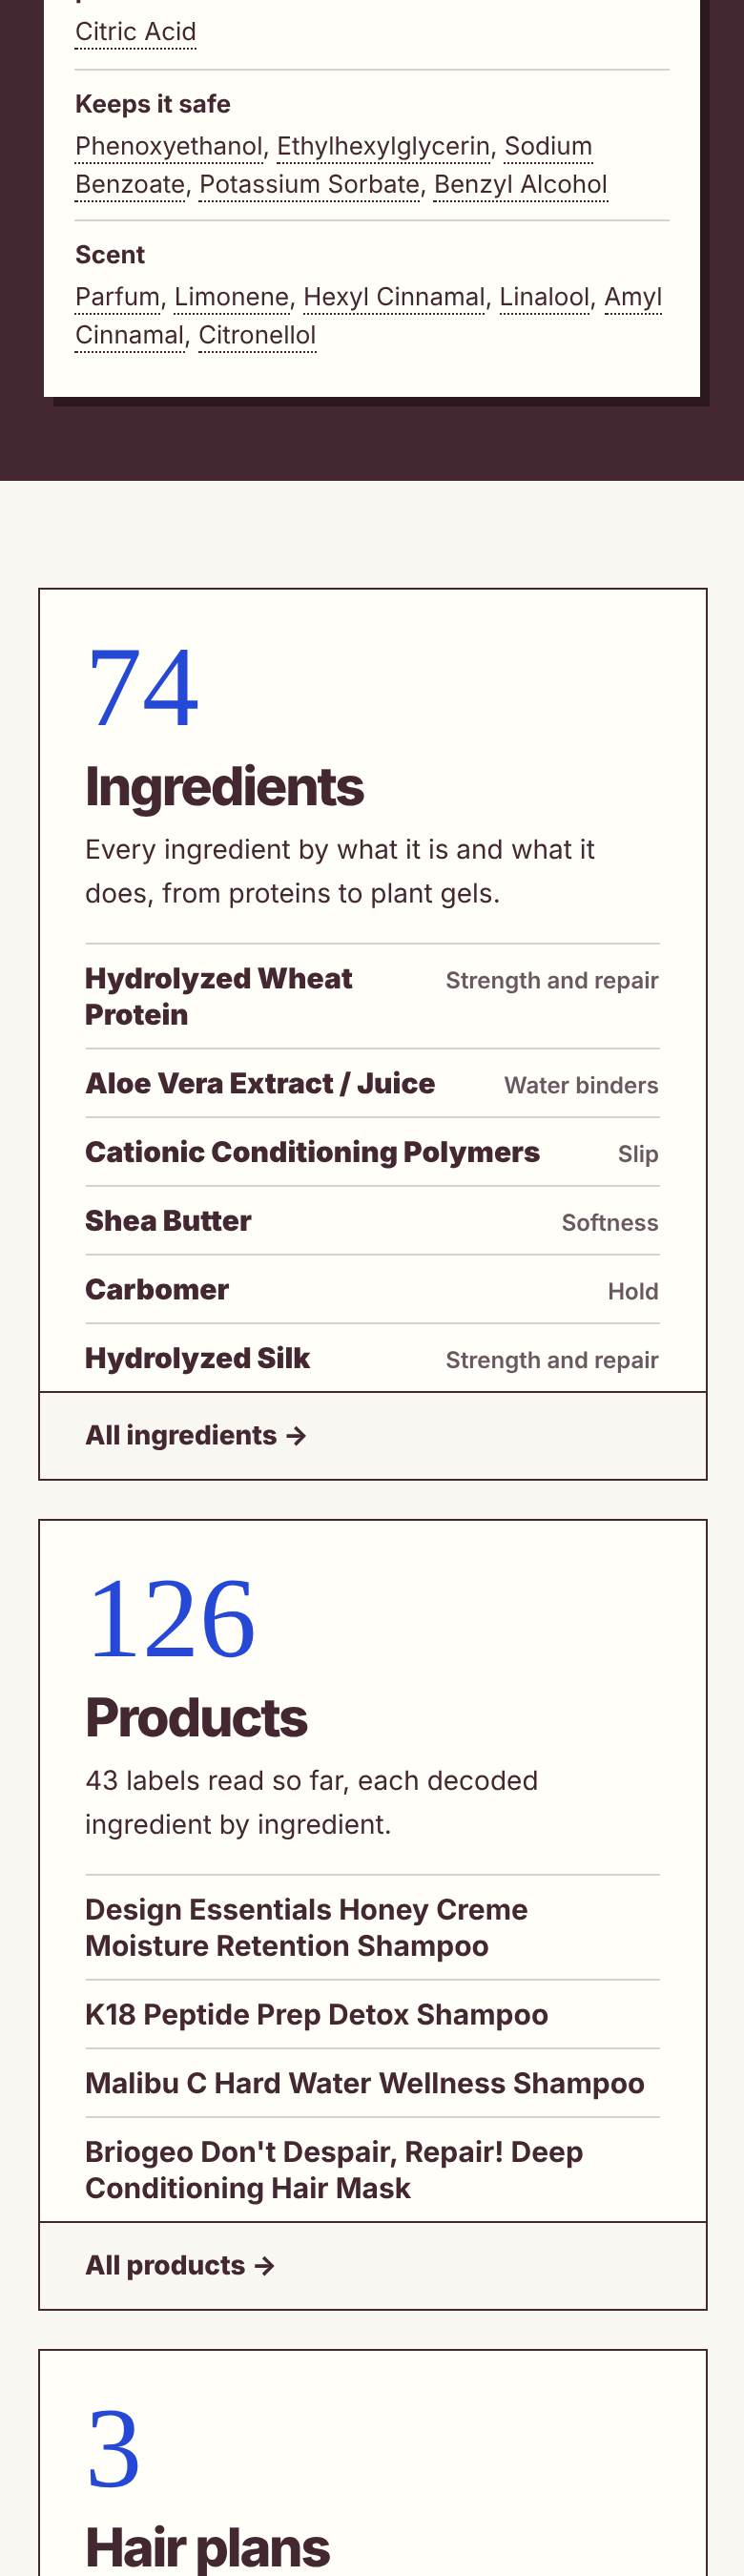 Citric Acid
Keeps it safe
Phenoxyethanol, Ethylhexylglycerin, Sodium
Benzoate, Potassium Sorbate, Benzyl Alcohol
Scent
Parfum, Limonene, Hexyl Cinnamal, Linalool, Amyl
Cinnamal, Citronellol
74
Ingredients
Every ingredient by what it is and what it
does, from proteins to plant gels.
Hydrolyzed Wheat Strength and repair
Protein
Aloe Vera Extract / Juice Water binders
Cationic Conditioning Polymers Slip
Shea Butter Softness
Carbomer Hold
Hydrolyzed Silk Strength and repair
All ingredients →
126
Products
43 labels read so far, each decoded
ingredient by ingredient.
Design Essentials Honey Creme
Moisture Retention Shampoo
K18 Peptide Prep Detox Shampoo
Malibu C Hard Water Wellness Shampoo
Briogeo Don't Despair, Repair! Deep
Conditioning Hair Mask
All products →
3
Hair plans